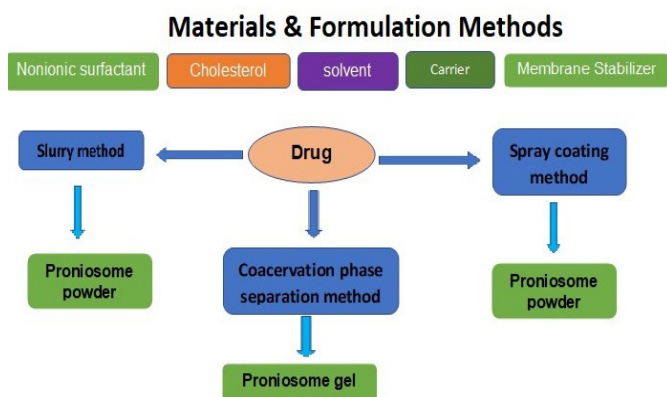 Materials & Formulation Methods
Nonionic surfactant
Cholesterol
solvent
Carrier
Membrane Stabilizer
Slurry method
Drug
Spray coating
method
Proniosome
powder
Coacervation phase
separation method
Proniosome
powder
Proniosome gel